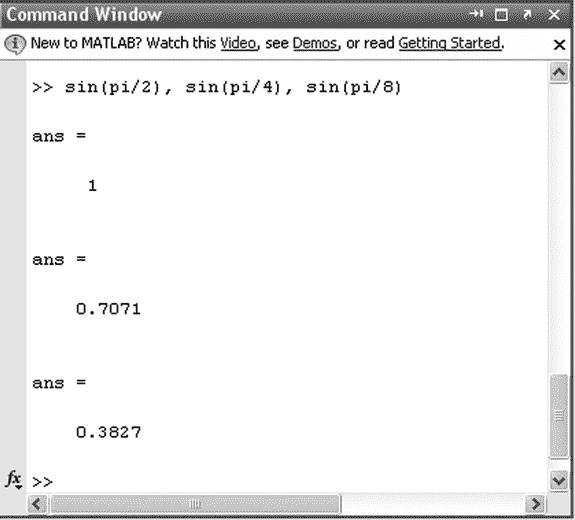 Command Window
New to MATLAB? Watch this Video, see Demos, or read Getting Started.
>> sin(pi/2), sin(pi/4), sin(pi/8)
ans =
1
ans =
0.7071
ans =
0.3827
fx >>